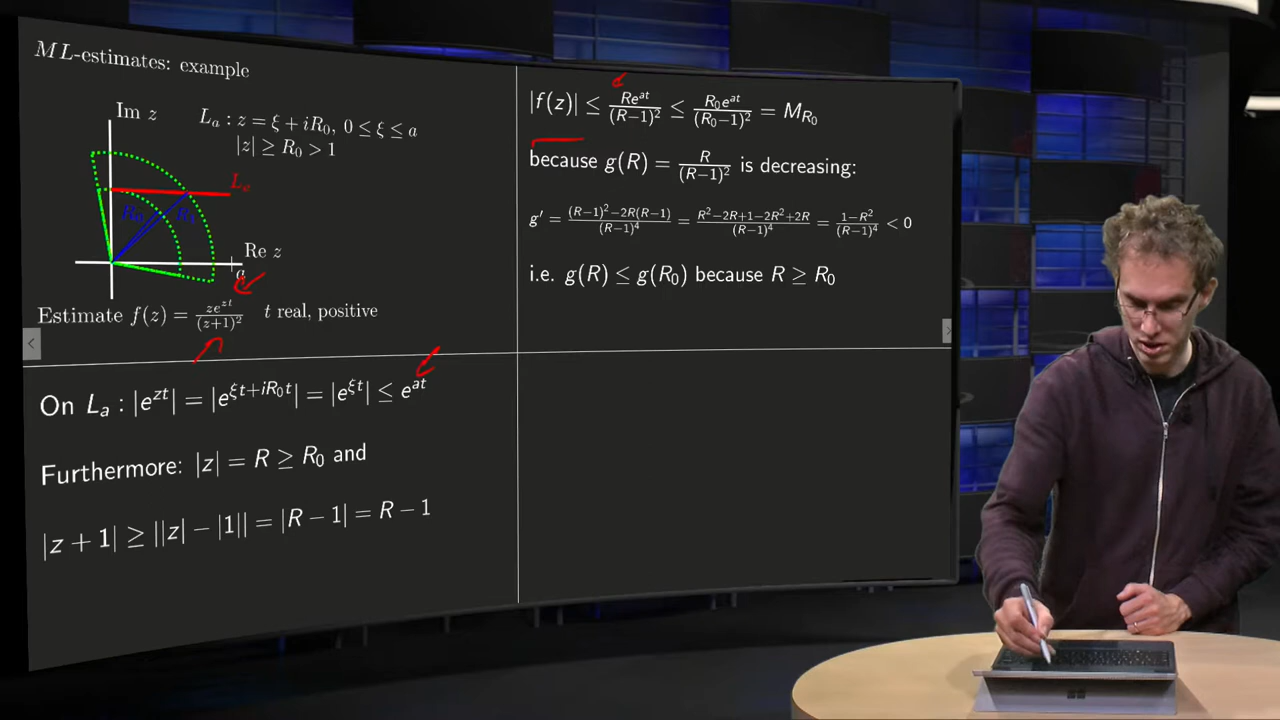 ML-estimates: example
Im z
L_a : z = ξ + iR_0, 0 ≤ ξ ≤ a
|z| ≥ R_0 > 1
L_a
R_0
Re z
a
Estimate f(z) = ze^{zt}/(z+1)^2 t real, positive
On L_a : |e^{zt}| = |e^{ξt+iR_0t}| = |e^{ξt}| ≤ e^{at}
Furthermore: |z| = R ≥ R_0 and
|z + 1| ≥ ||z| − |1|| = |R − 1| = R − 1
|f(z)| ≤ Re^{at}/(R−1)^2 ≤ R_0e^{at}/(R_0−1)^2 = M_{R_0}
because g(R) = R/(R−1)^2 is decreasing:
g′ = ((R−1)^2−2R(R−1))/(R−1)^4 = (R^2−2R+1−2R^2+2R)/(R−1)^4 = (1−R^2)/(R−1)^4 < 0
i.e. g(R) ≤ g(R_0) because R ≥ R_0